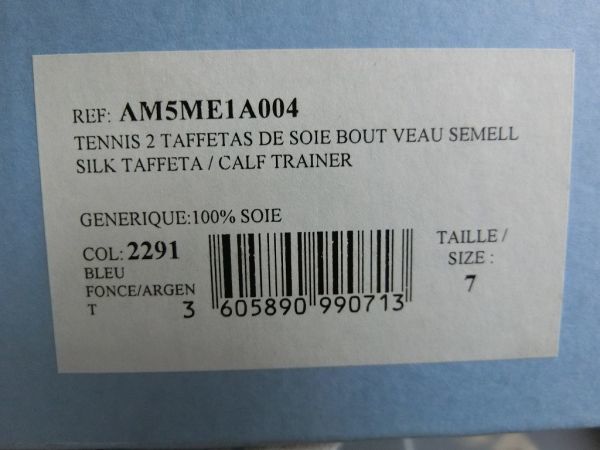 REF: AM5ME1A004
TENNIS 2 TAFFETAS DE SOIE BOUT VEAU SEMELL
SILK TAFFETA / CALF TRAINER
GENERIQUE:100% SOIE
COL: 2291
BLEU
FONCE/ARGEN
T
3 605890 990713
TAILLE /
SIZE :
7